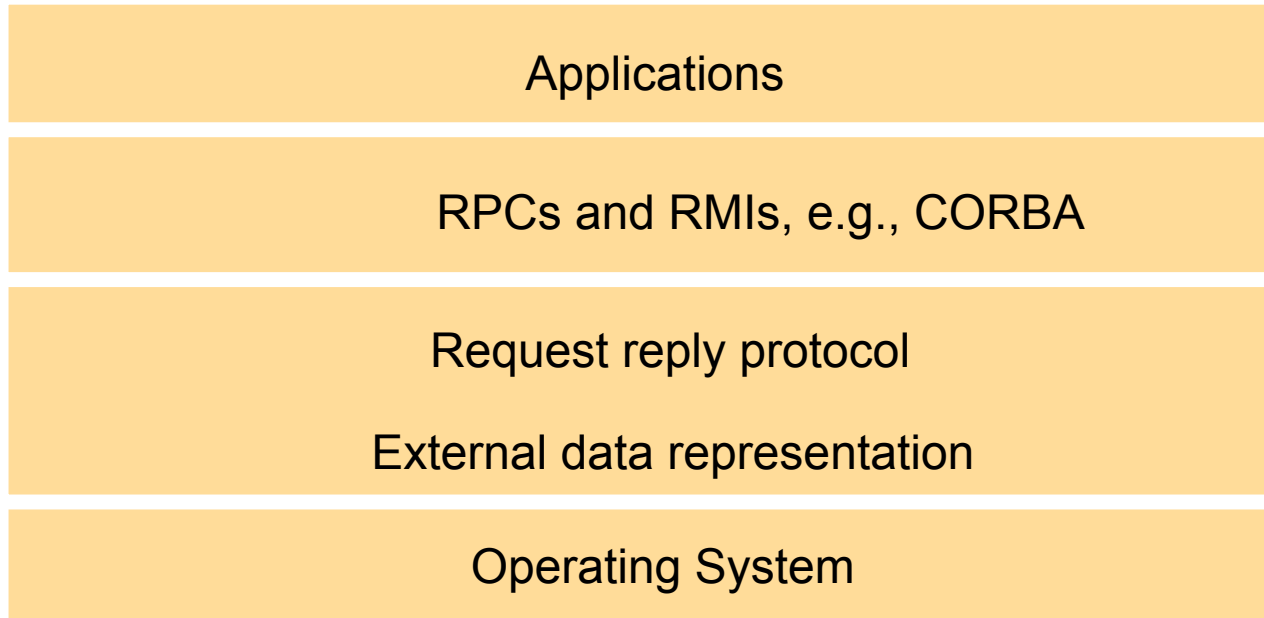 Applications
RPCs and RMIs, e.g., CORBA
Request reply protocol
External data representation
Operating System